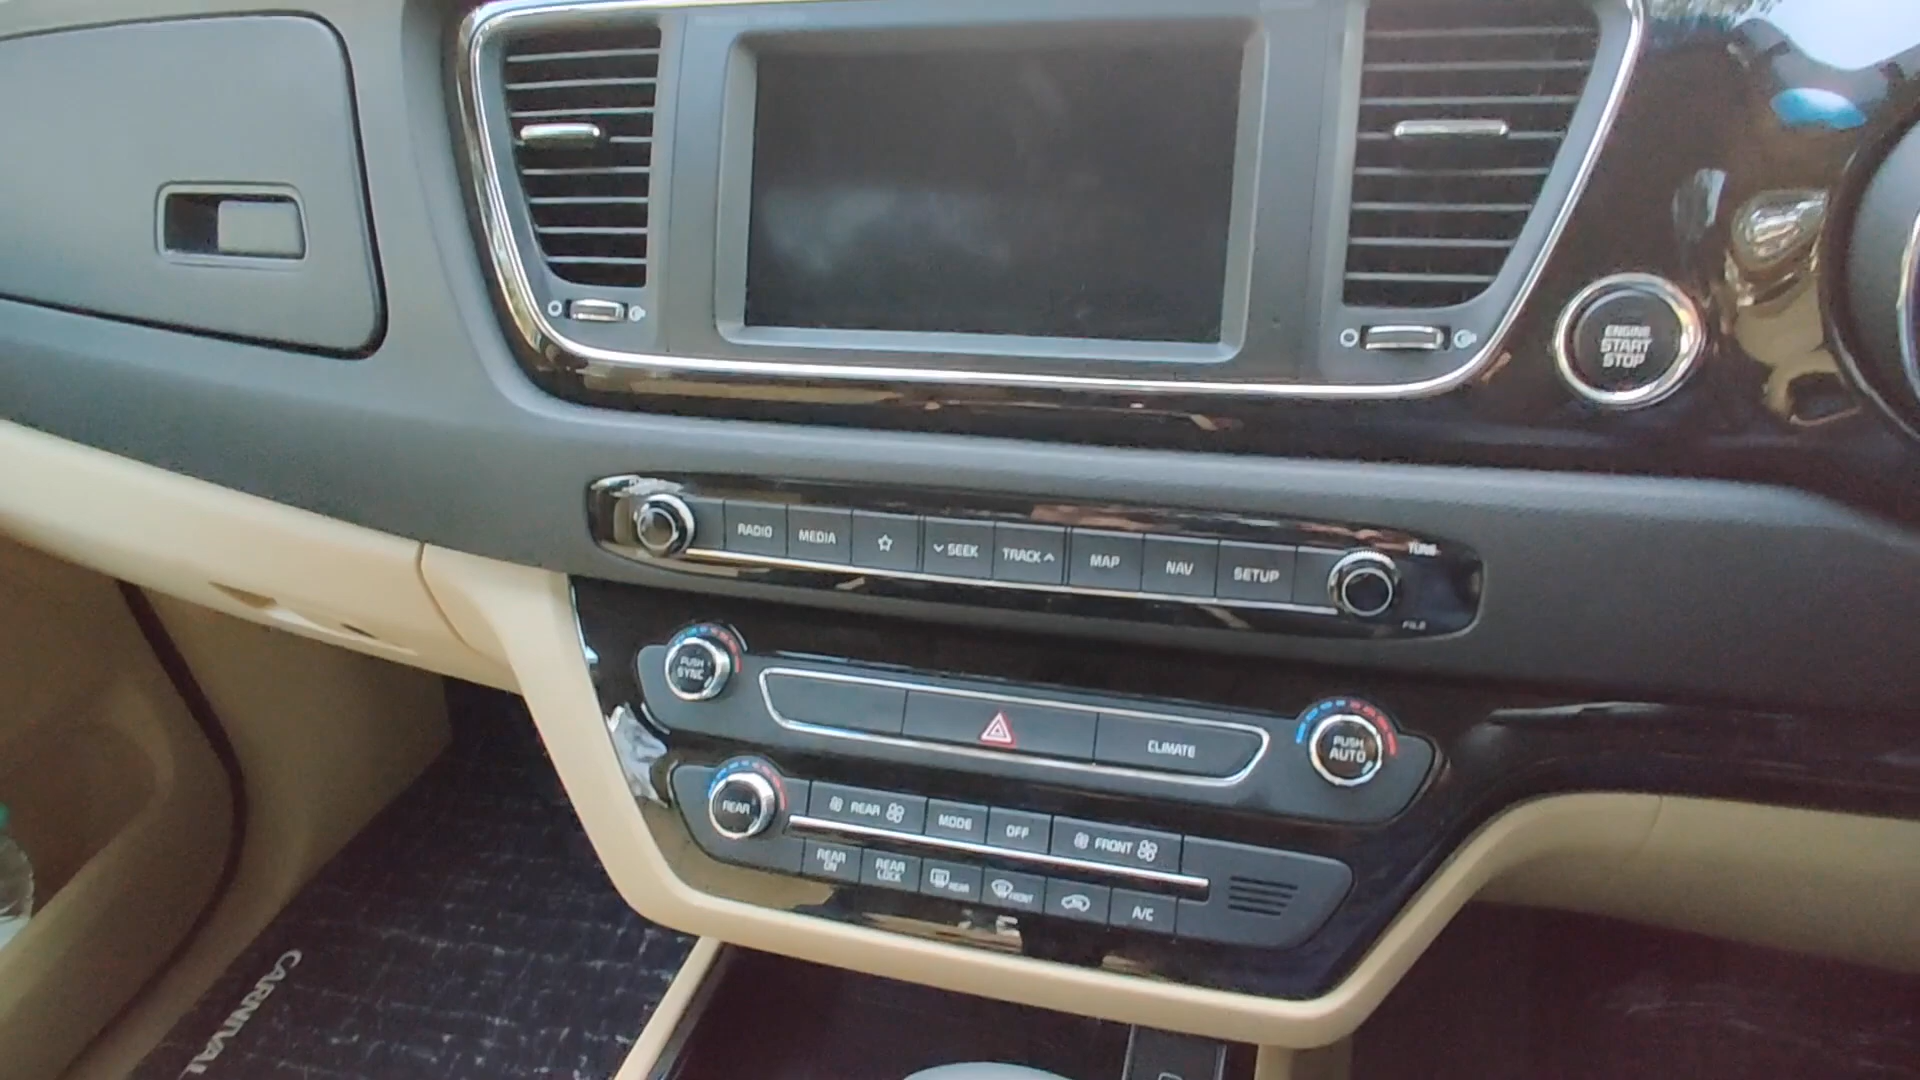 ENGINE
START
STOP
RADIO
MEDIA
SEEK
TRACK
MAP
NAV
SETUP
TUNE
FILE
PUSH
SYNC
CLIMATE
PUSH
AUTO
REAR
REAR
MODE
OFF
FRONT
REAR
ON
REAR
LOCK
REAR
FRONT
A/C
CARNIVAL